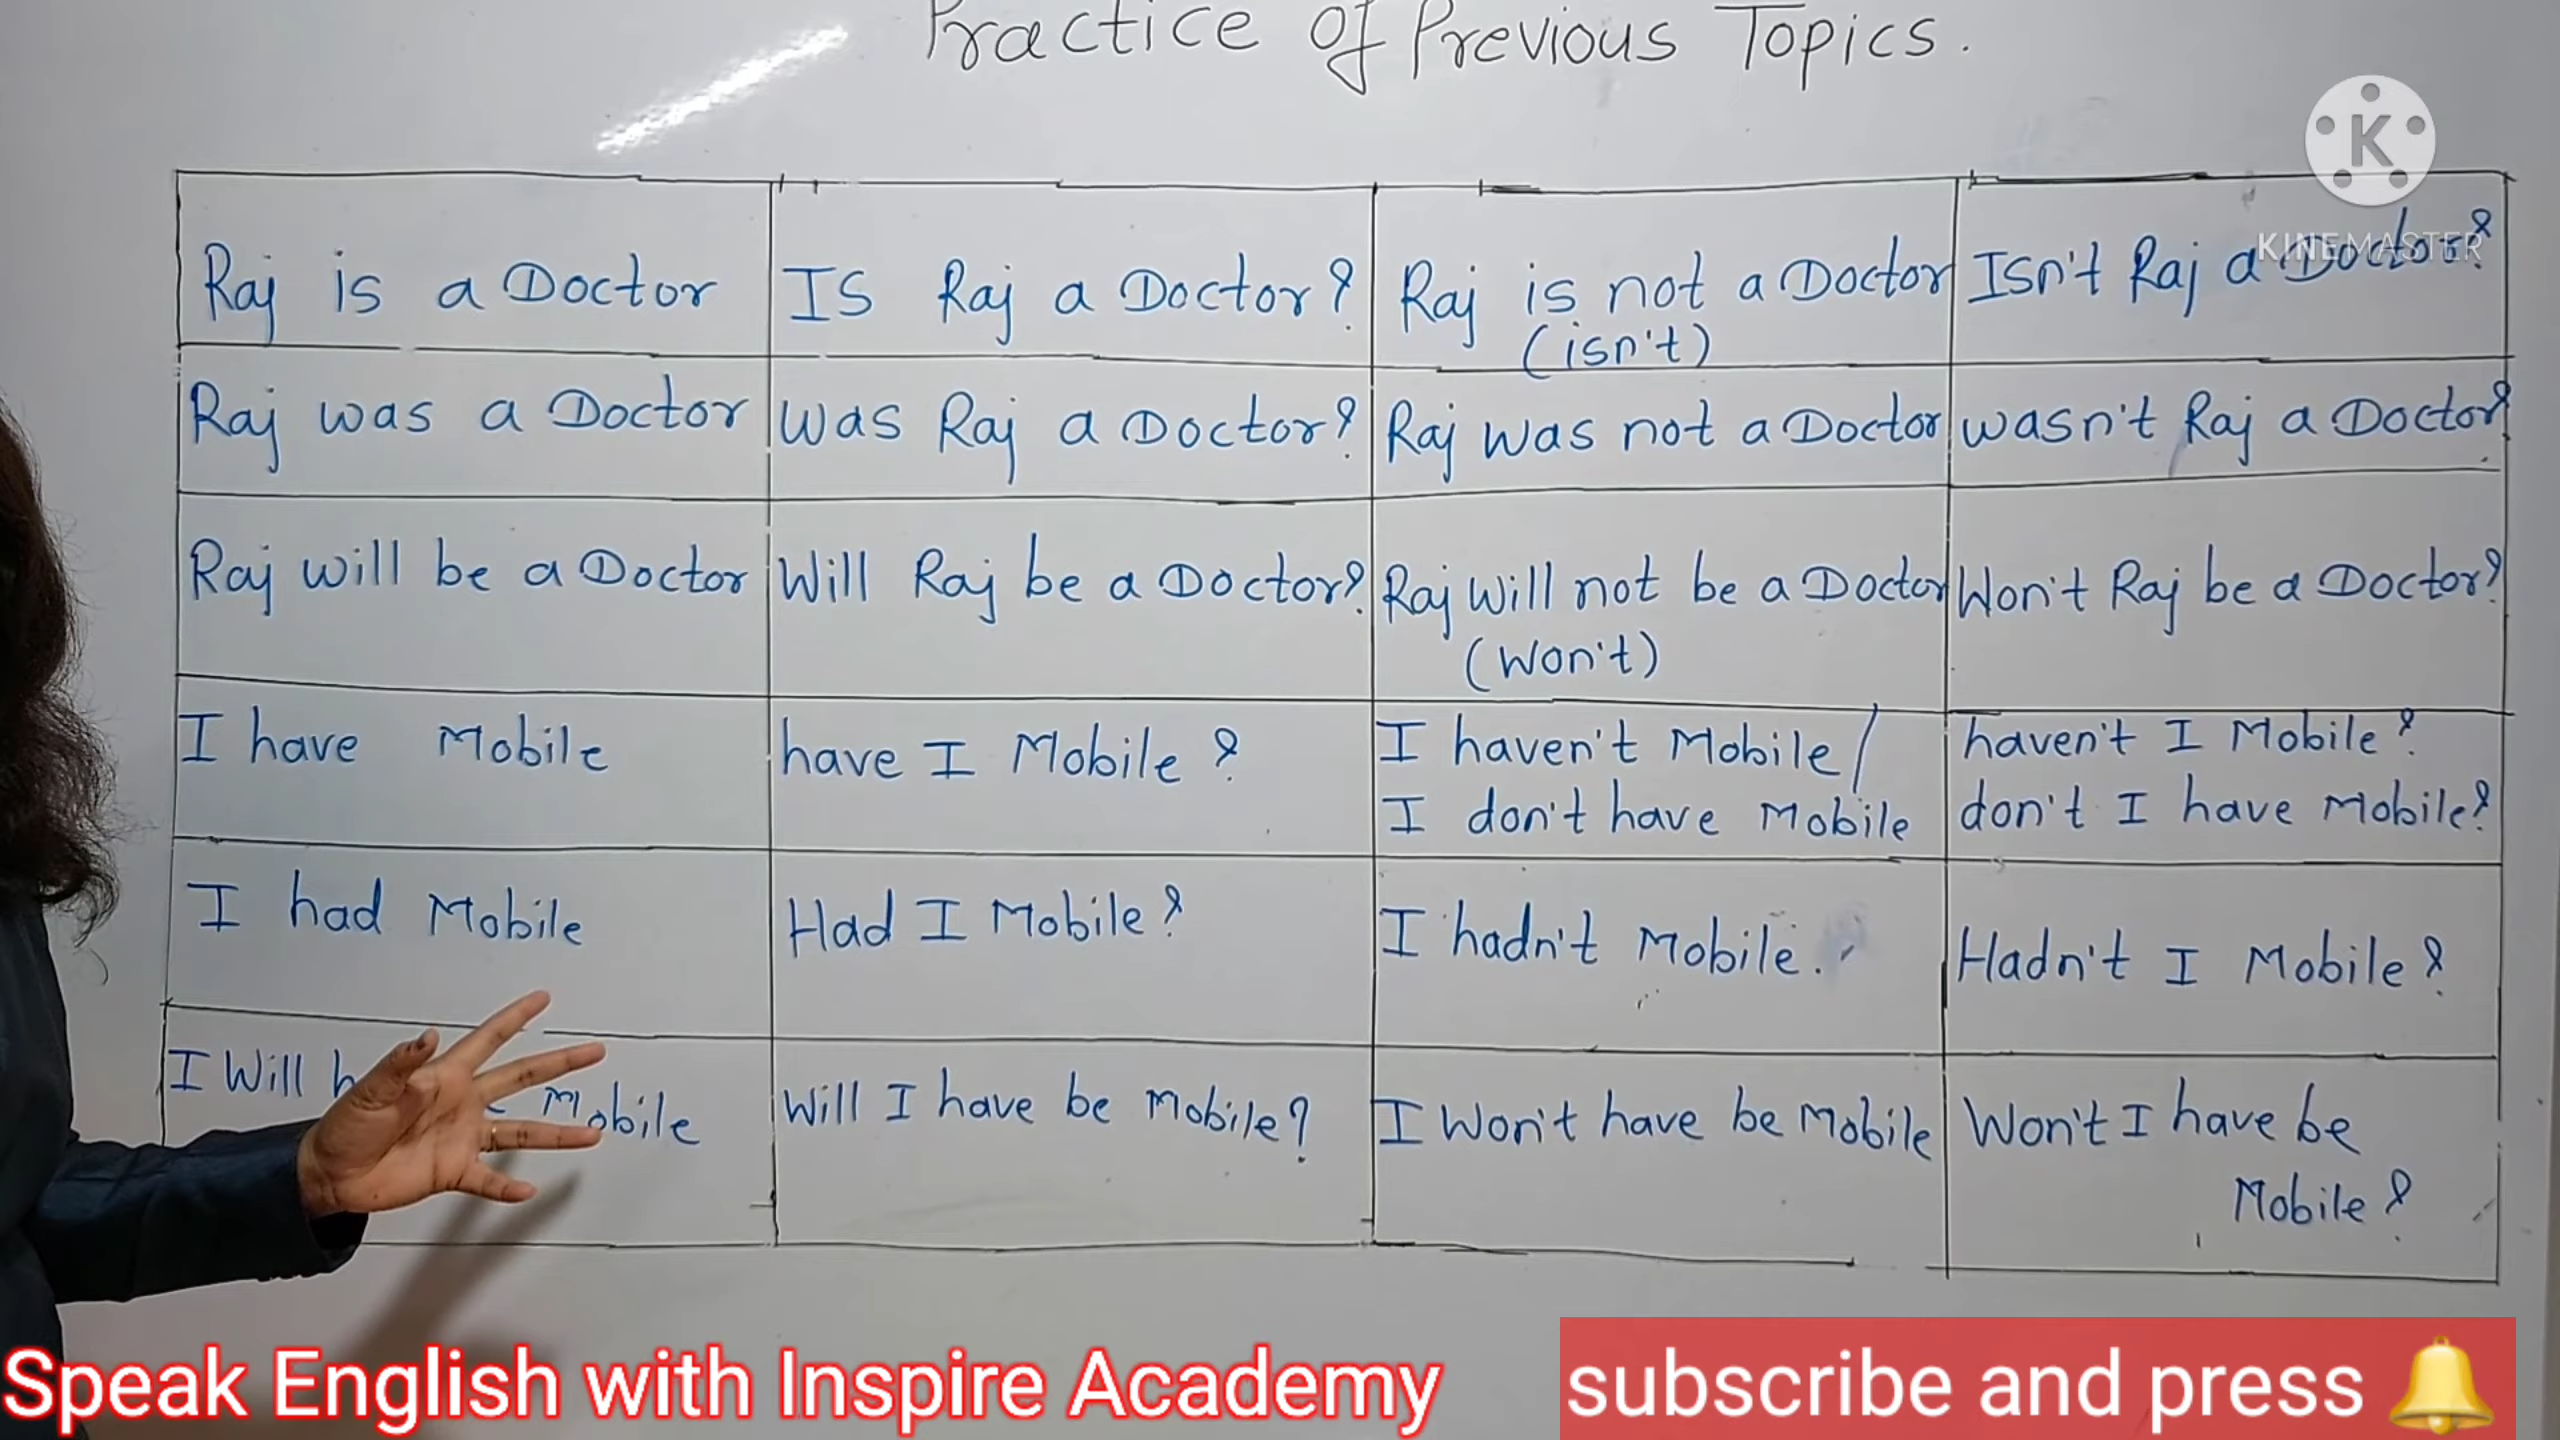 Practice of Previous Topics.
K
KINEMASTER
Raj is a Doctor
Is Raj a Doctor?
Raj is not a Doctor
(isn't)
Isn't Raj a Doctor?
Raj was a Doctor
Was Raj a Doctor?
Raj was not a Doctor
wasn't Raj a Doctor?
Raj will be a Doctor
Will Raj be a Doctor?
Raj will not be a Doctor
(won't)
Won't Raj be a Doctor?
I have Mobile
have I Mobile?
I haven't Mobile/
I don't have Mobile
haven't I Mobile?
don't I have Mobile?
I had Mobile
Had I Mobile?
I hadn't Mobile.
Hadn't I Mobile?
I Will Mobile
Will I have be Mobile?
I Won't have be Mobile
Won't I have be
Mobile?
Speak English with Inspire Academy
subscribe and press